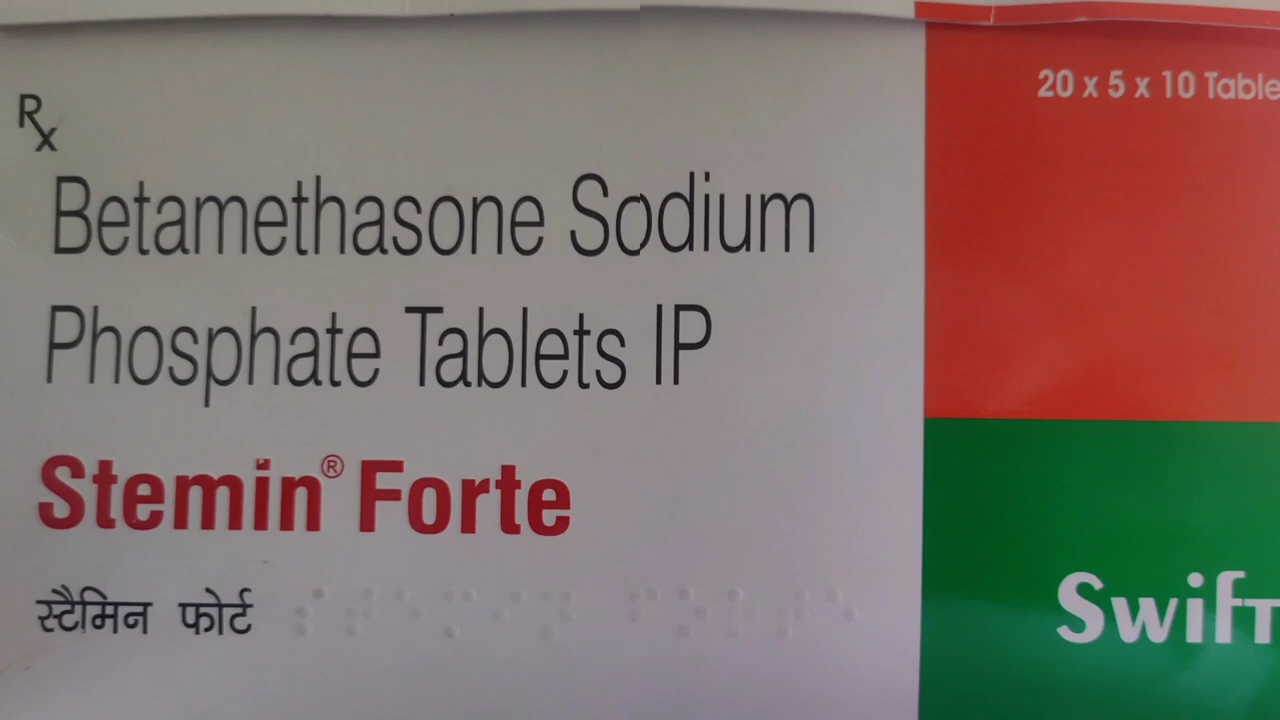 Rx
20 x 5 x 10 Table
Betamethasone Sodium
Phosphate Tablets IP
Stemin® Forte
स्टैमिन फोर्ट
Swift